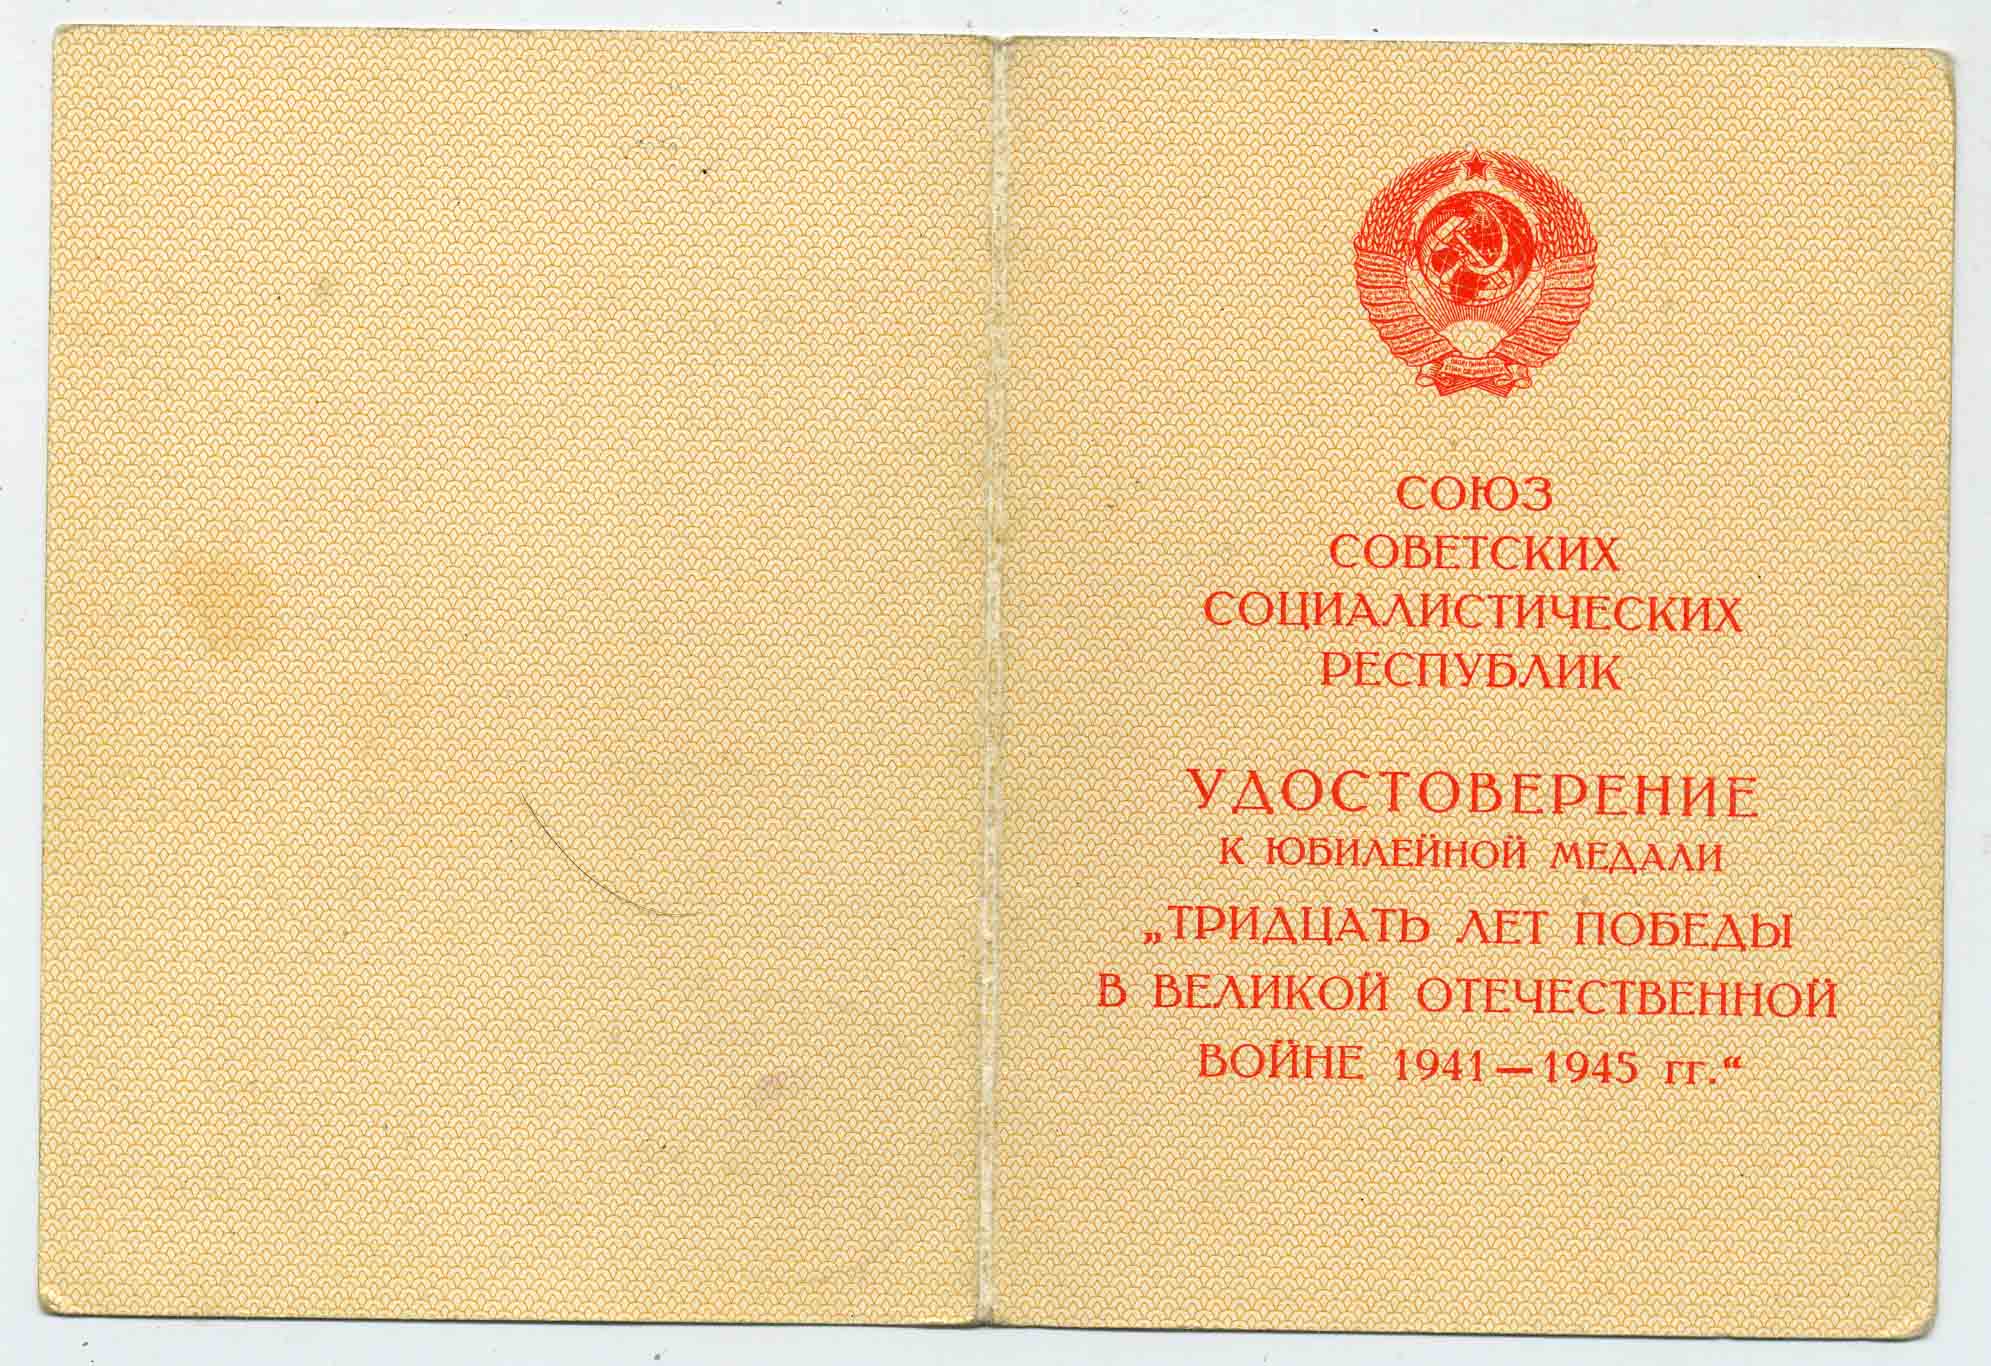 СОЮЗ
СОВЕТСКИХ
СОЦИАЛИСТИЧЕСКИХ
РЕСПУБЛИК
УДОСТОВЕРЕНИЕ
К ЮБИЛЕЙНОЙ МЕДАЛИ
„ТРИДЦАТЬ ЛЕТ ПОБЕДЫ
В ВЕЛИКОЙ ОТЕЧЕСТВЕННОЙ
ВОЙНЕ 1941—1945 гг.“